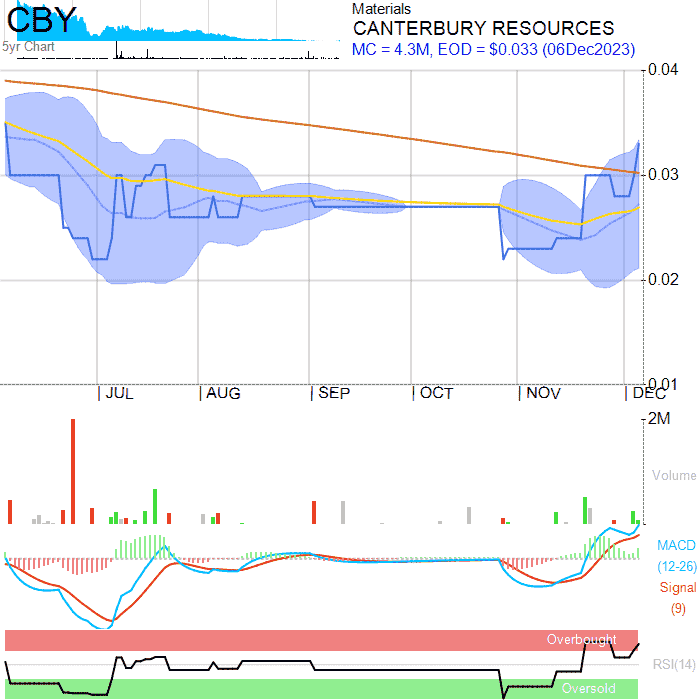 CBY
5yr Chart
Materials
CANTERBURY RESOURCES
MC = 4.3M, EOD = $0.033 (06Dec2023)
0.04
0.03
0.02
0.01
JUL AUG SEP OCT NOV DEC
2M
Volume
MACD
(12-26)
Signal
(9)
Overbought
RSI(14)
Oversold